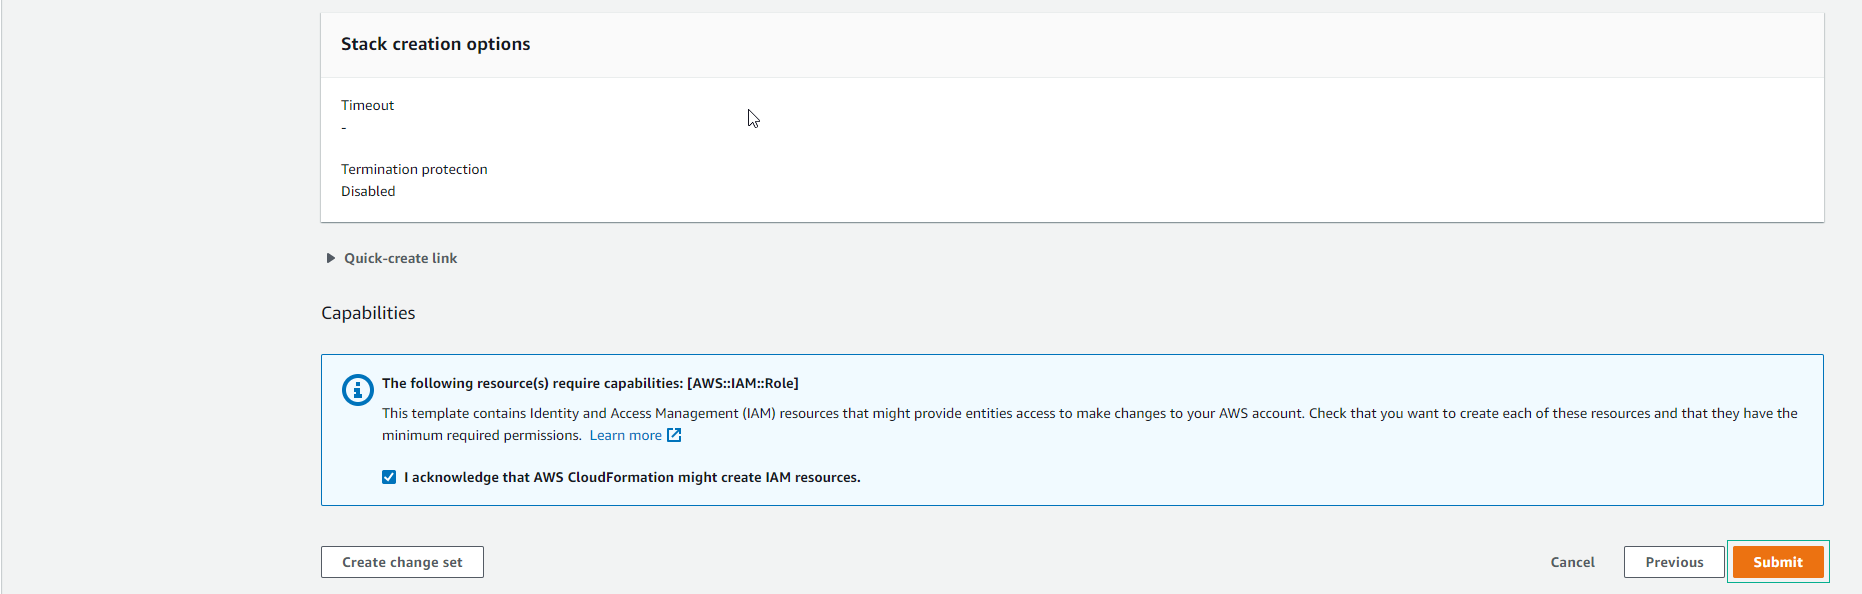 Stack creation options
Timeout
-
Termination protection
Disabled
Quick-create link
Capabilities
The following resource(s) require capabilities: [AWS::IAM::Role]
This template contains Identity and Access Management (IAM) resources that might provide entities access to make changes to your AWS account. Check that you want to create each of these resources and that they have the
minimum required permissions. Learn more
I acknowledge that AWS CloudFormation might create IAM resources.
Create change set
Cancel
Previous
Submit